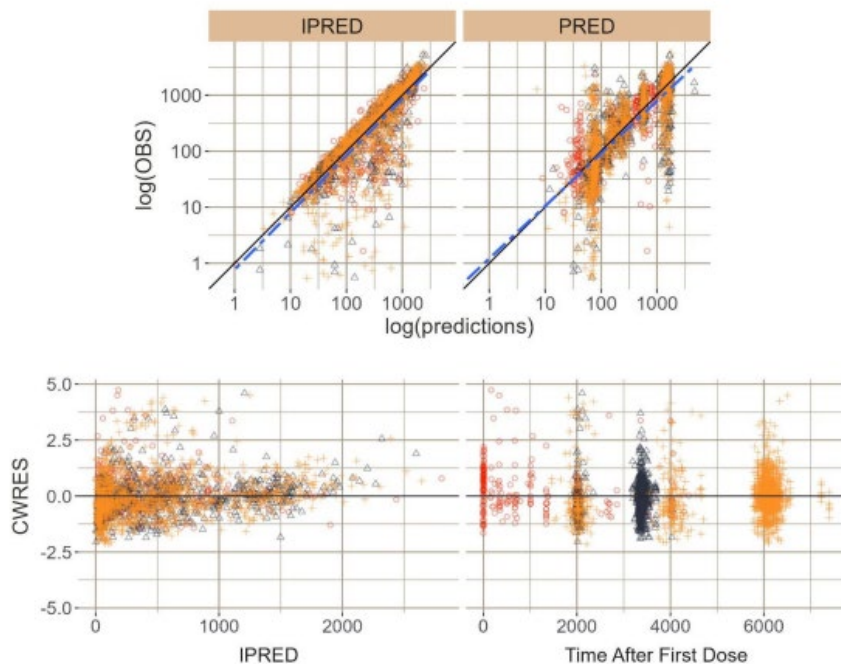 IPRED PRED
log(OBS)
1000
100
10
1
1 10 100 1000 1 10 100 1000
log(predictions)
CWRES
5.0
2.5
0.0
-2.5
-5.0
0 1000 2000 0 2000 4000 6000
IPRED Time After First Dose